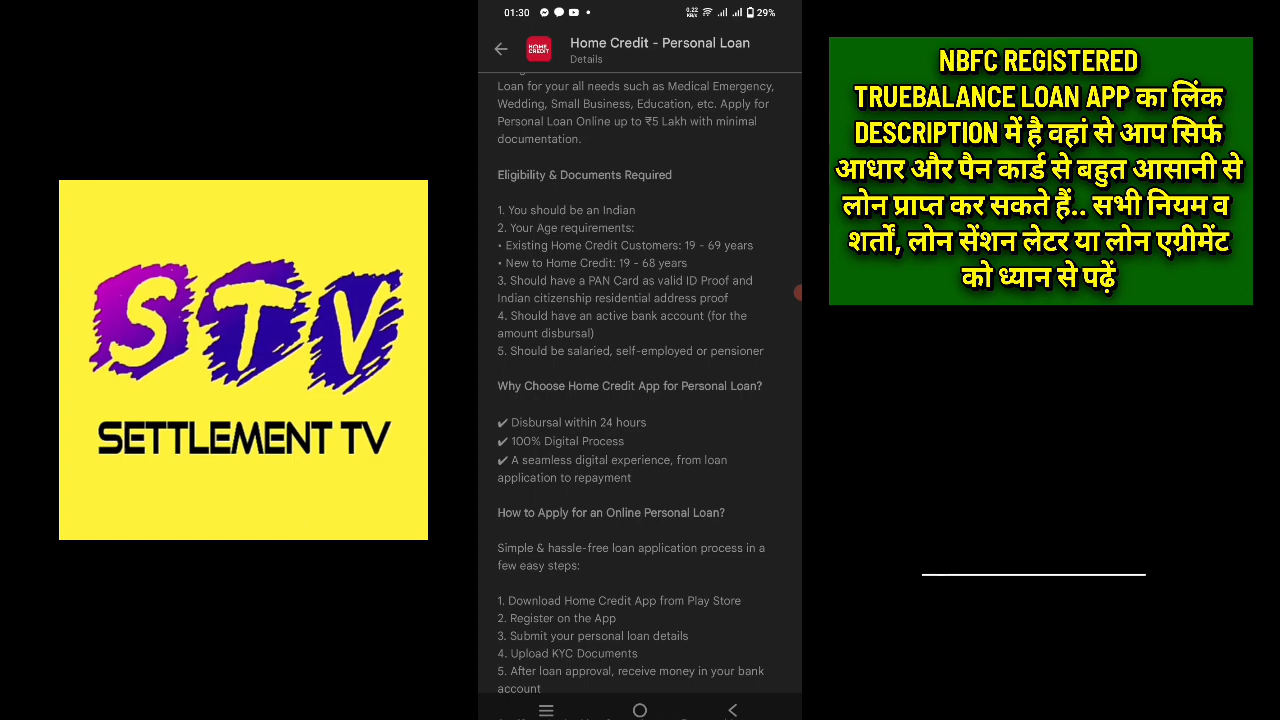 STV
SETTLEMENT TV
01:30
0.22
KB/s
29%
HOME
CREDIT
Home Credit - Personal Loan
Details
Loan for your all needs such as Medical Emergency,
Wedding, Small Business, Education, etc. Apply for
Personal Loan Online up to ₹5 Lakh with minimal
documentation.
Eligibility & Documents Required
1. You should be an Indian
2. Your Age requirements:
• Existing Home Credit Customers: 19 - 69 years
• New to Home Credit: 19 - 68 years
3. Should have a PAN Card as valid ID Proof and
Indian citizenship residential address proof
4. Should have an active bank account (for the
amount disbursal)
5. Should be salaried, self-employed or pensioner
Why Choose Home Credit App for Personal Loan?
✔ Disbursal within 24 hours
✔ 100% Digital Process
✔ A seamless digital experience, from loan
application to repayment
How to Apply for an Online Personal Loan?
Simple & hassle-free loan application process in a
few easy steps:
1. Download Home Credit App from Play Store
2. Register on the App
3. Submit your personal loan details
4. Upload KYC Documents
5. After loan approval, receive money in your bank
account
NBFC REGISTERED
TRUEBALANCE LOAN APP का लिंक
DESCRIPTION में है वहां से आप सिर्फ
आधार और पैन कार्ड से बहुत आसानी से
लोन प्राप्त कर सकते हैं.. सभी नियम व
शर्तों, लोन सेंशन लेटर या लोन एग्रीमेंट
को ध्यान से पढ़ें